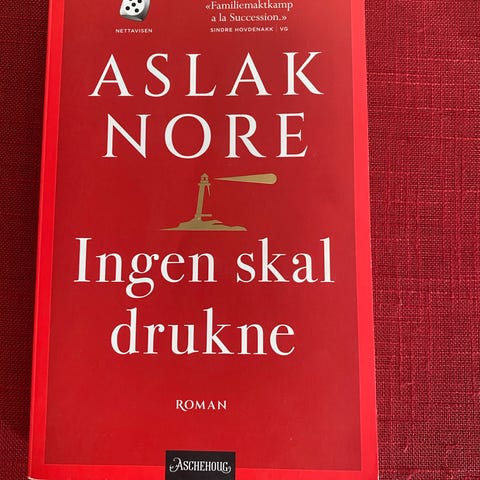 «Familiemaktkamp
a la Succession.»
NETTAVISEN
SINDRE HOVDENAKK | VG
ASLAK
NORE
Ingen skal
drukne
ROMAN
ASCHEHOUG